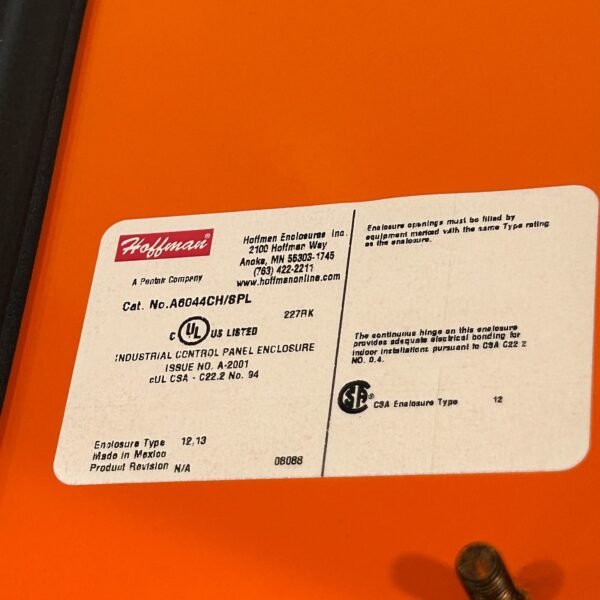 Hoffman®
A Pentair Company
Hoffman Enclosures Inc.
2100 Hoffman Way
Anoka, MN 55303-1745
(763) 422-2211
www.hoffmanonline.com
Cat. No. A6044CH/SPL
227RK
C UL US LISTED
INDUSTRIAL CONTROL PANEL ENCLOSURE
ISSUE NO. A-2001
cUL CSA - C22.2 No. 94
Enclosure Type 12,13
Made in Mexico
Product Revision N/A
08088
Enclosure openings must be filled by
equipment marked with the same Type rating
as the enclosure.
The continuous hinge on this enclosure
provides adequate electrical bonding for
indoor installations pursuant to CSA C22.2
NO. 0.4.
SA® CSA Enclosure Type 12